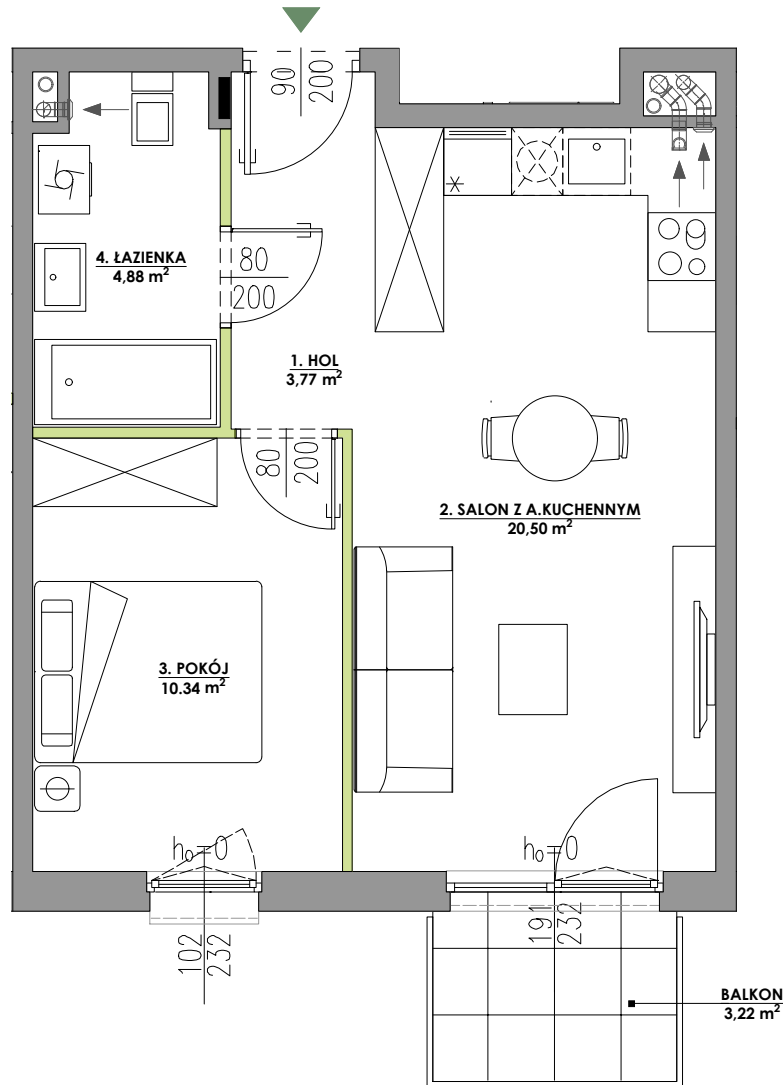 90
200
4. ŁAZIENKA
4,88 m²
80
200
1. HOL
3,77 m²
80
200
2. SALON Z A.KUCHENNYM
20,50 m²
3. POKÓJ
10.34 m²
h₀=0
h₀=0
102
232
191
232
BALKON
3,22 m²